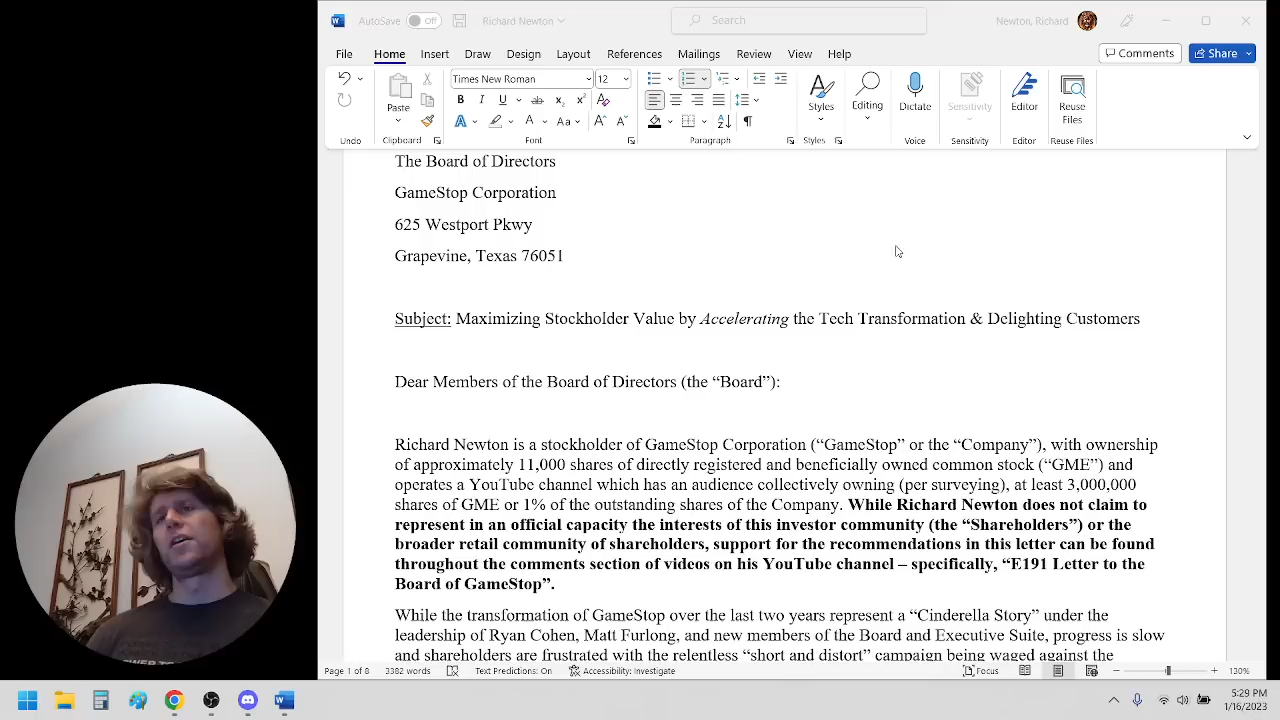 AutoSave Off Richard Newton Search Newton, Richard
File Home Insert Draw Design Layout References Mailings Review View Help Comments Share
Times New Roman 12
Paste Styles Editing Dictate Sensitivity Editor Reuse Files
Undo Clipboard Font Paragraph Styles Voice Sensitivity Editor Reuse Files
The Board of Directors
GameStop Corporation
625 Westport Pkwy
Grapevine, Texas 76051
Subject: Maximizing Stockholder Value by Accelerating the Tech Transformation & Delighting Customers
Dear Members of the Board of Directors (the “Board”):
Richard Newton is a stockholder of GameStop Corporation (“GameStop” or the “Company”), with ownership
of approximately 11,000 shares of directly registered and beneficially owned common stock (“GME”) and
operates a YouTube channel which has an audience collectively owning (per surveying), at least 3,000,000
shares of GME or 1% of the outstanding shares of the Company. While Richard Newton does not claim to
represent in an official capacity the interests of this investor community (the “Shareholders”) or the
broader retail community of shareholders, support for the recommendations in this letter can be found
throughout the comments section of videos on his YouTube channel – specifically, “E191 Letter to the
Board of GameStop”.
While the transformation of GameStop over the last two years represent a “Cinderella Story” under the
leadership of Ryan Cohen, Matt Furlong, and new members of the Board and Executive Suite, progress is slow
and shareholders are frustrated with the relentless “short and distort” campaign being waged against the
Page 1 of 8 3382 words Text Predictions: On Accessibility: Investigate Focus 130%
5:29 PM
1/16/2023